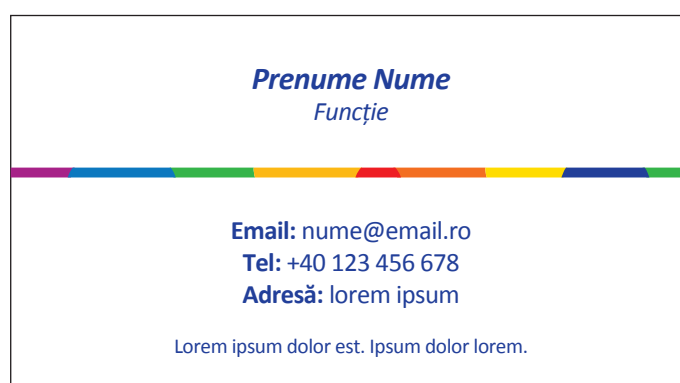 Prenume Nume
Funcție
Email: nume@email.ro
Tel: +40 123 456 678
Adresă: lorem ipsum
Lorem ipsum dolor est. Ipsum dolor lorem.